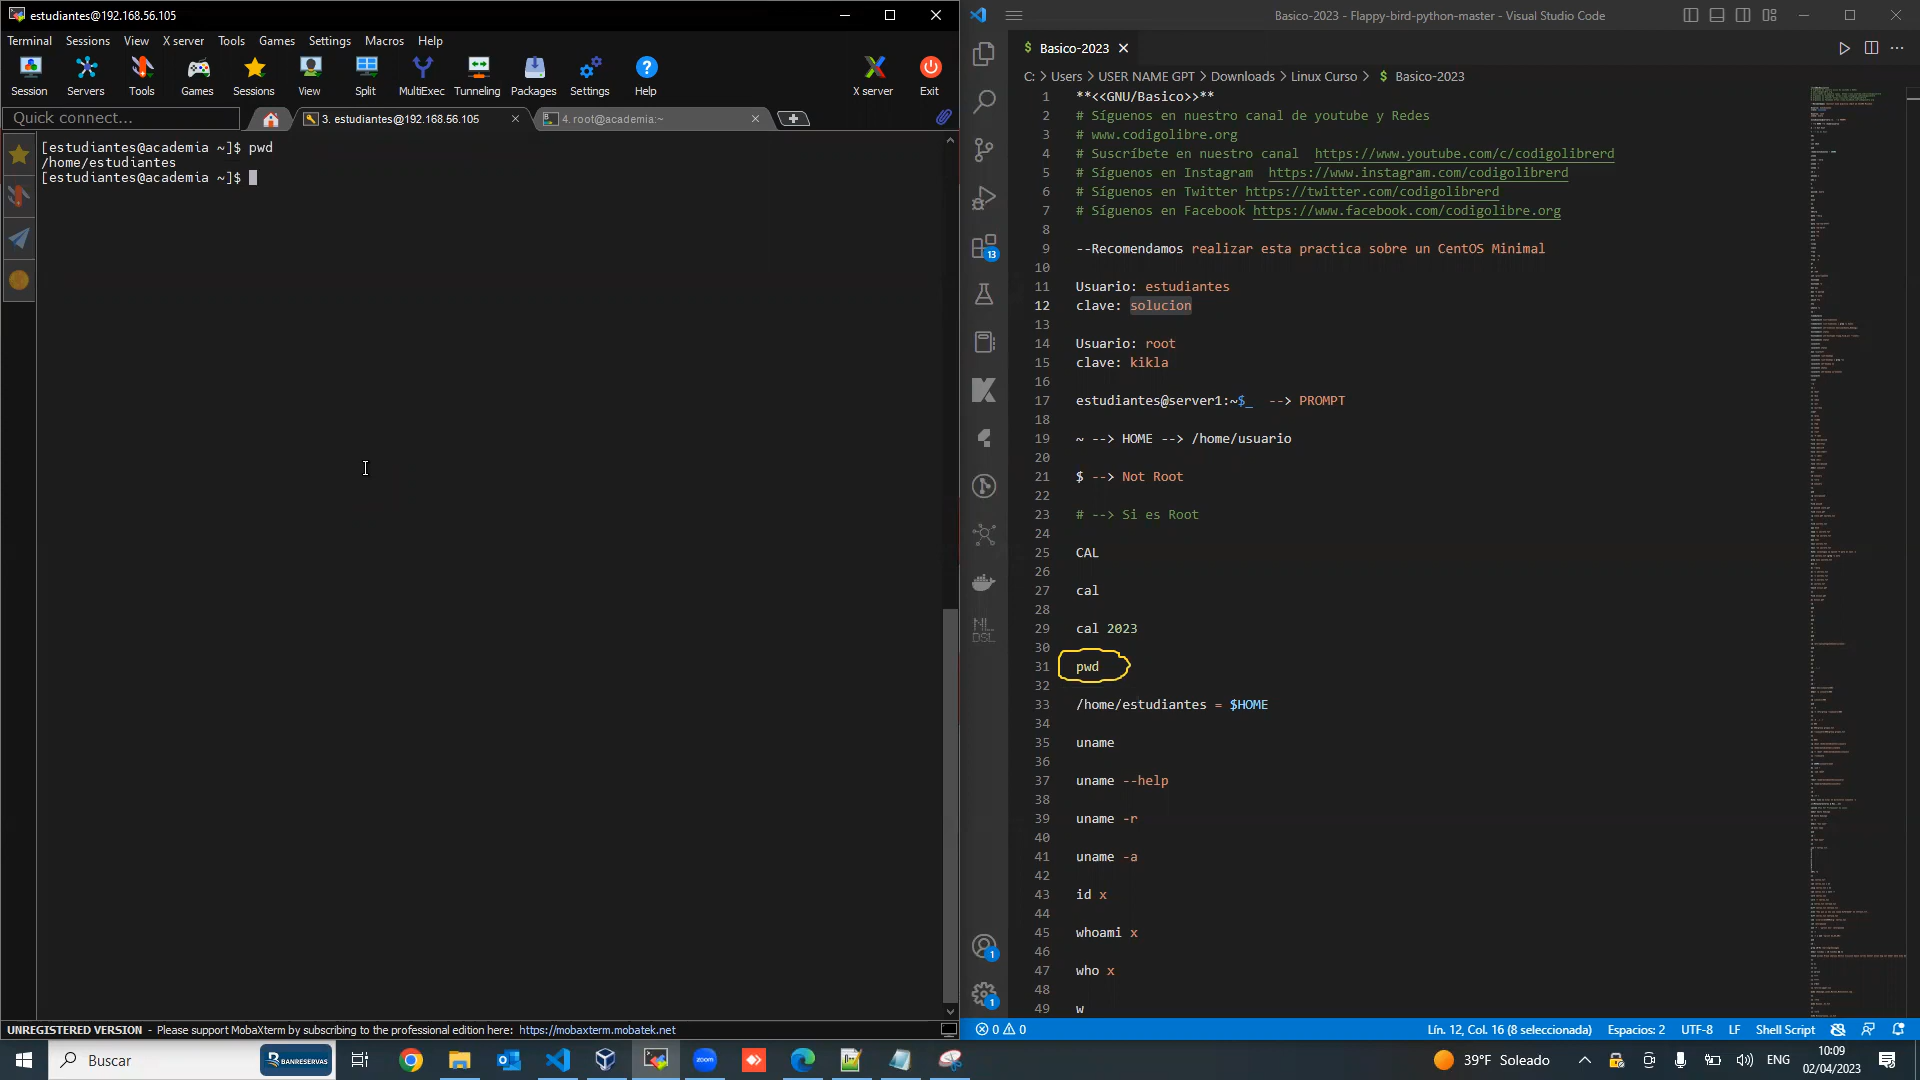 estudiantes@192.168.56.105
Terminal Sessions View X server Tools Games Settings Macros Help
Session Servers Tools Games Sessions View Split MultiExec Tunneling Packages Settings Help X server Exit
Quick connect...
3. estudiantes@192.168.56.105
4. root@academia:~
[estudiantes@academia ~]$ pwd
/home/estudiantes
[estudiantes@academia ~]$
UNREGISTERED VERSION - Please support MobaXterm by subscribing to the professional edition here: https://mobaxterm.mobatek.net
Basico-2023 - Flappy-bird-python-master - Visual Studio Code
$ Basico-2023
C: > Users > USER NAME GPT > Downloads > Linux Curso > $ Basico-2023
1 **<<GNU/Basico>>**
2 # Síguenos en nuestro canal de youtube y Redes
3 # www.codigolibre.org
4 # Suscríbete en nuestro canal https://www.youtube.com/c/codigolibrerd
5 # Síguenos en Instagram https://www.instagram.com/codigolibrerd
6 # Síguenos en Twitter https://twitter.com/codigolibrerd
7 # Síguenos en Facebook https://www.facebook.com/codigolibre.org
8
9 --Recomendamos realizar esta practica sobre un CentOS Minimal
10
11 Usuario: estudiantes
12 clave: solucion
13
14 Usuario: root
15 clave: kikla
16
17 estudiantes@server1:~$_ --> PROMPT
18
19 ~ --> HOME --> /home/usuario
20
21 $ --> Not Root
22
23 # --> Si es Root
24
25 CAL
26
27 cal
28
29 cal 2023
30
31 pwd
32
33 /home/estudiantes = $HOME
34
35 uname
36
37 uname --help
38
39 uname -r
40
41 uname -a
42
43 id x
44
45 whoami x
46
47 who x
48
49 w
13
1
1
NL
DSL
0 0
Lín. 12, Col. 16 (8 seleccionada) Espacios: 2 UTF-8 LF Shell Script
Buscar
BANRESERVAS
zoom
39°F Soleado
ENG
10:09
02/04/2023